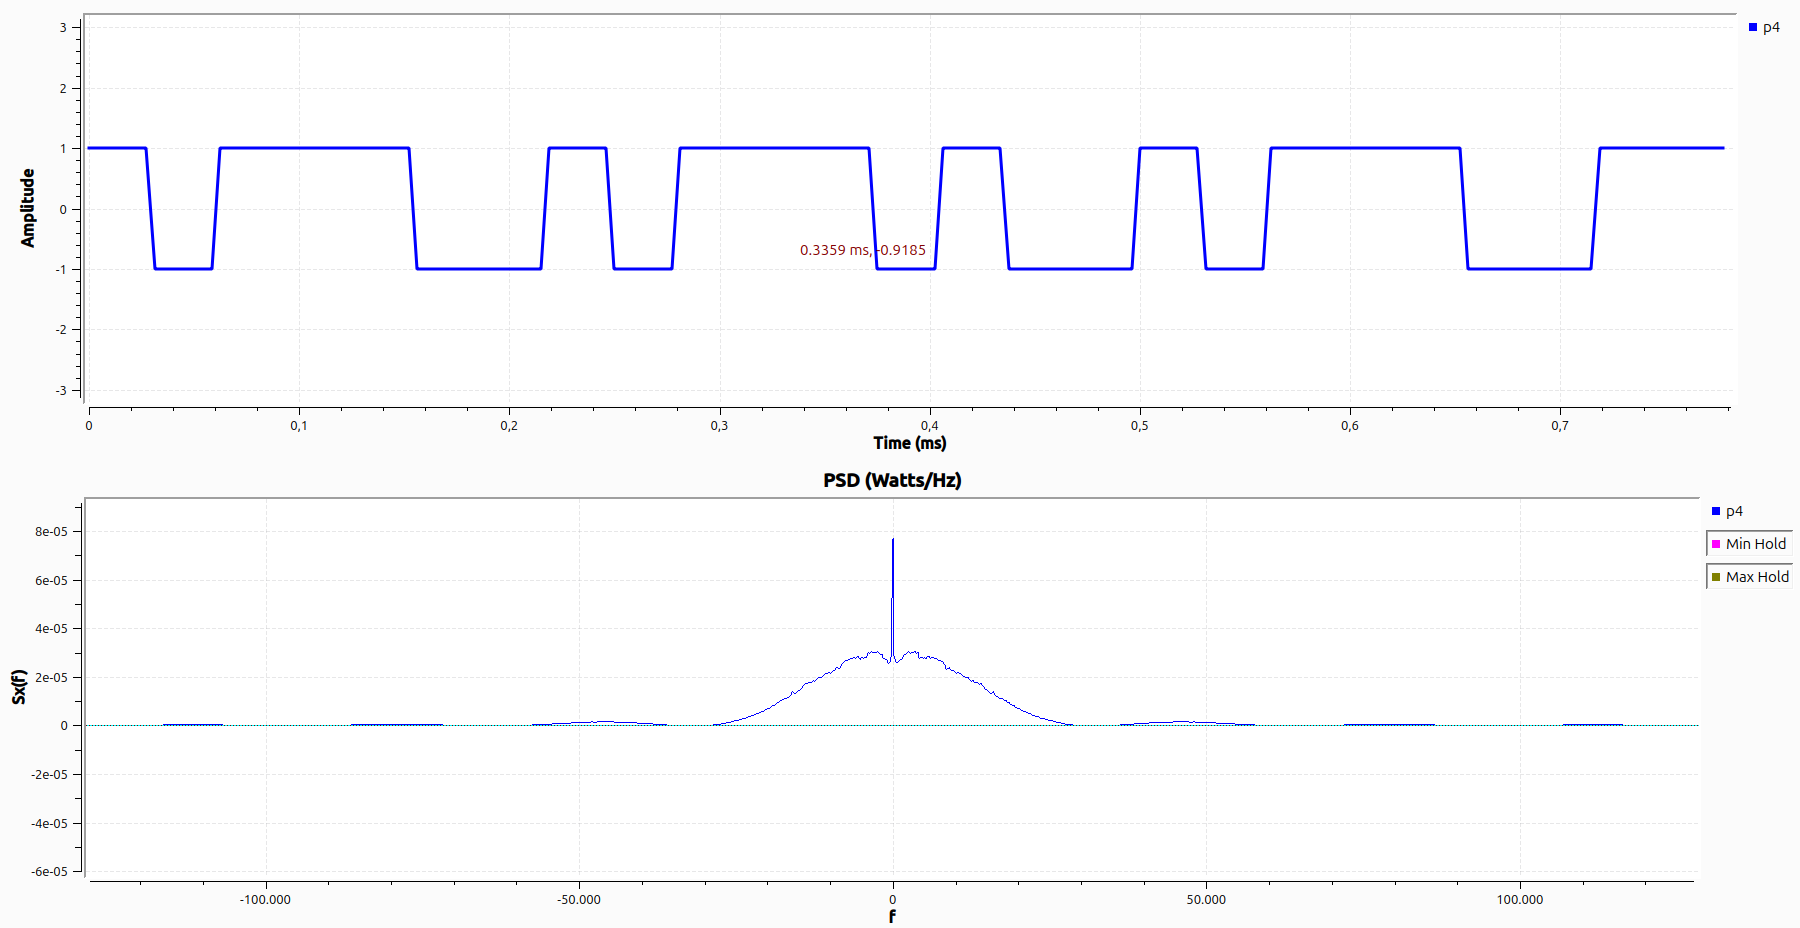 3
2
1
0
-1
-2
-3
Amplitude
0.3359 ms, -0.9185
p4
0 0,1 0,2 0,3 0,4 0,5 0,6 0,7
Time (ms)
PSD (Watts/Hz)
8e-05
6e-05
4e-05
2e-05
0
-2e-05
-4e-05
-6e-05
Sx(f)
p4
Min Hold
Max Hold
-100.000 -50.000 0 50.000 100.000
f